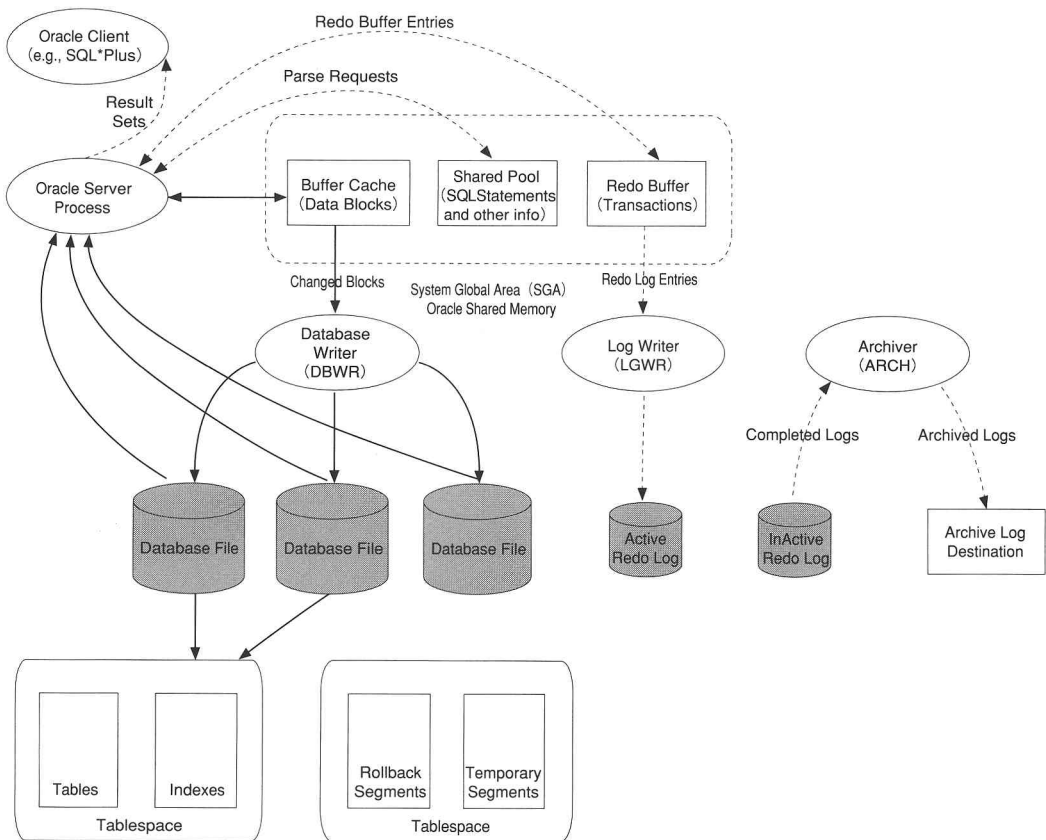 Redo Buffer Entries
Oracle Client
(e.g., SQL*Plus)
Parse Requests
Result
Sets
Oracle Server
Process
Buffer Cache
(Data Blocks)
Shared Pool
(SQLStatements
and other info)
Redo Buffer
(Transactions)
Changed Blocks
System Global Area (SGA)
Oracle Shared Memory
Redo Log Entries
Database
Writer
(DBWR)
Log Writer
(LGWR)
Archiver
(ARCH)
Completed Logs
Archived Logs
Database File
Database File
Database File
Active
Redo Log
InActive
Redo Log
Archive Log
Destination
Tables
Indexes
Tablespace
Rollback
Segments
Temporary
Segments
Tablespace